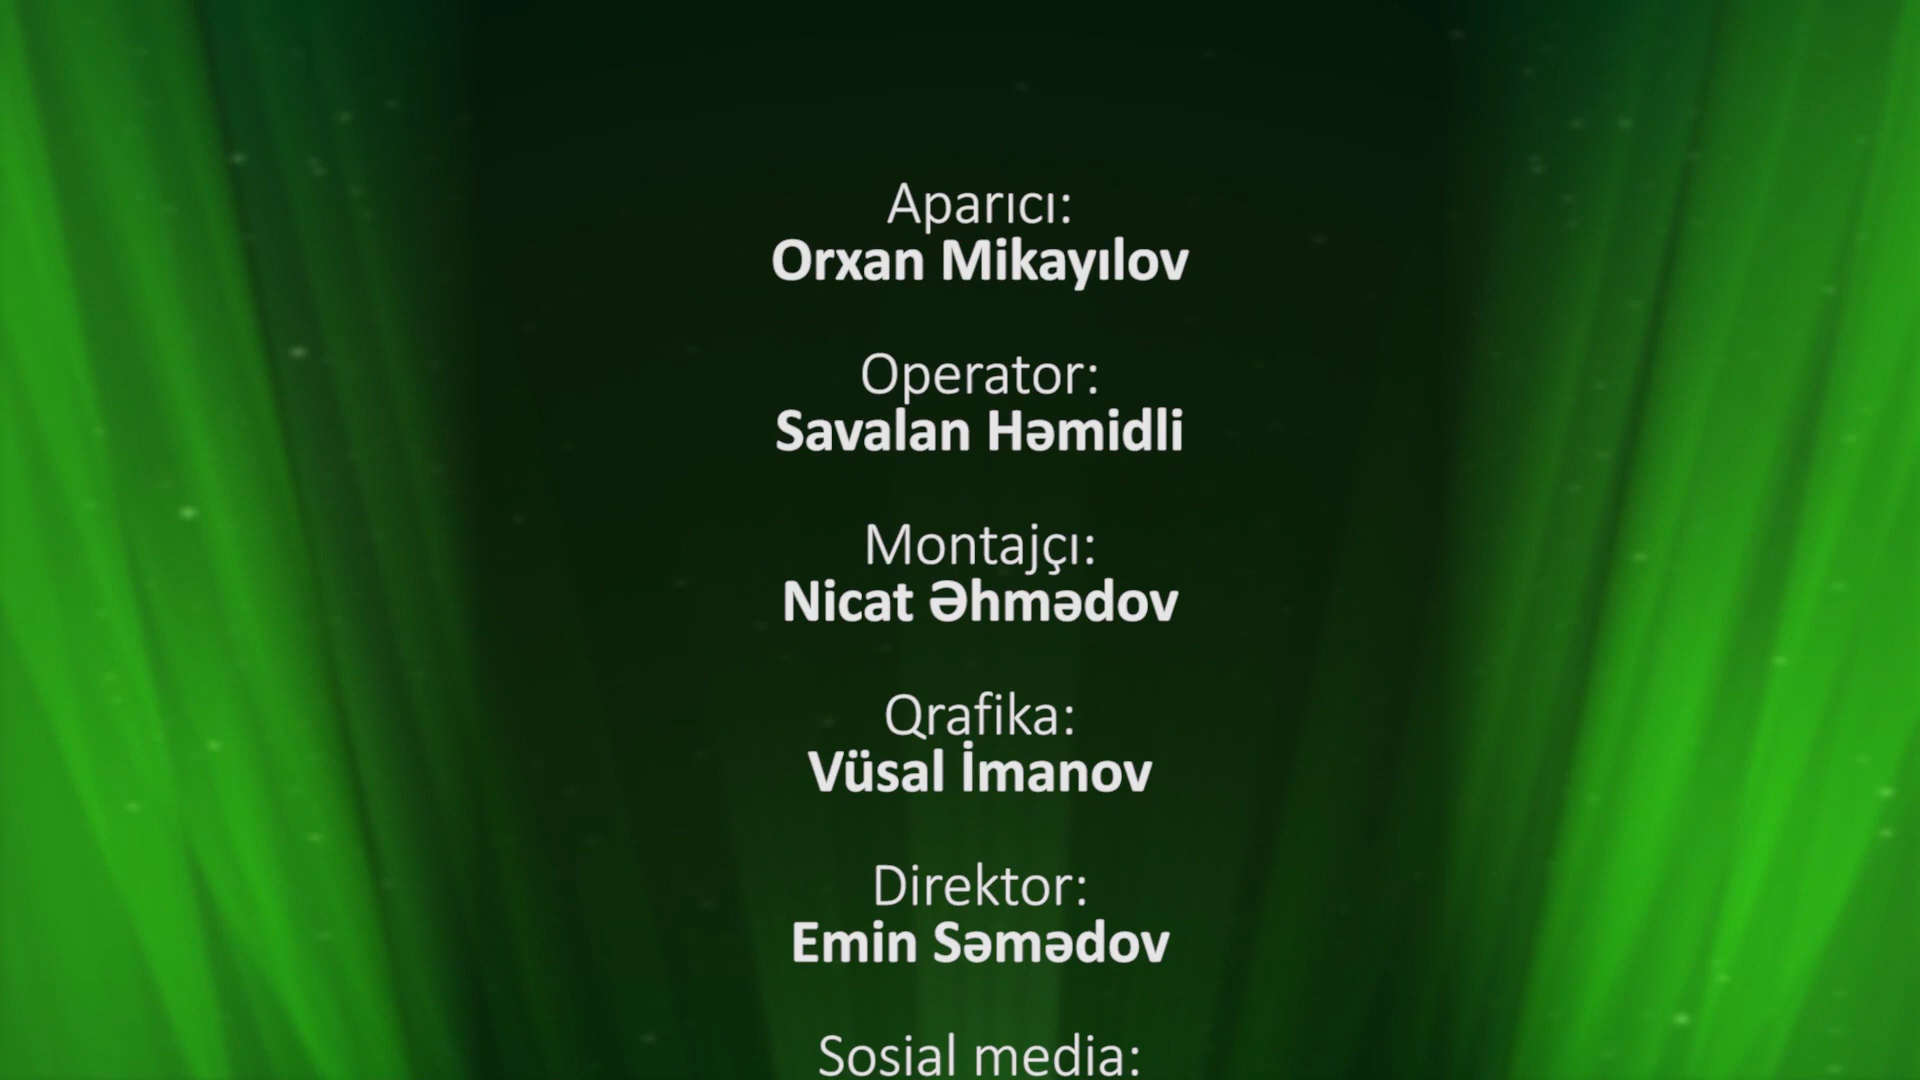 Aparıcı:
Orxan Mikayılov
Operator:
Savalan Həmidli
Montajçı:
Nicat Əhmədov
Qrafika:
Vüsal İmanov
Direktor:
Emin Səmədov
Sosial media: